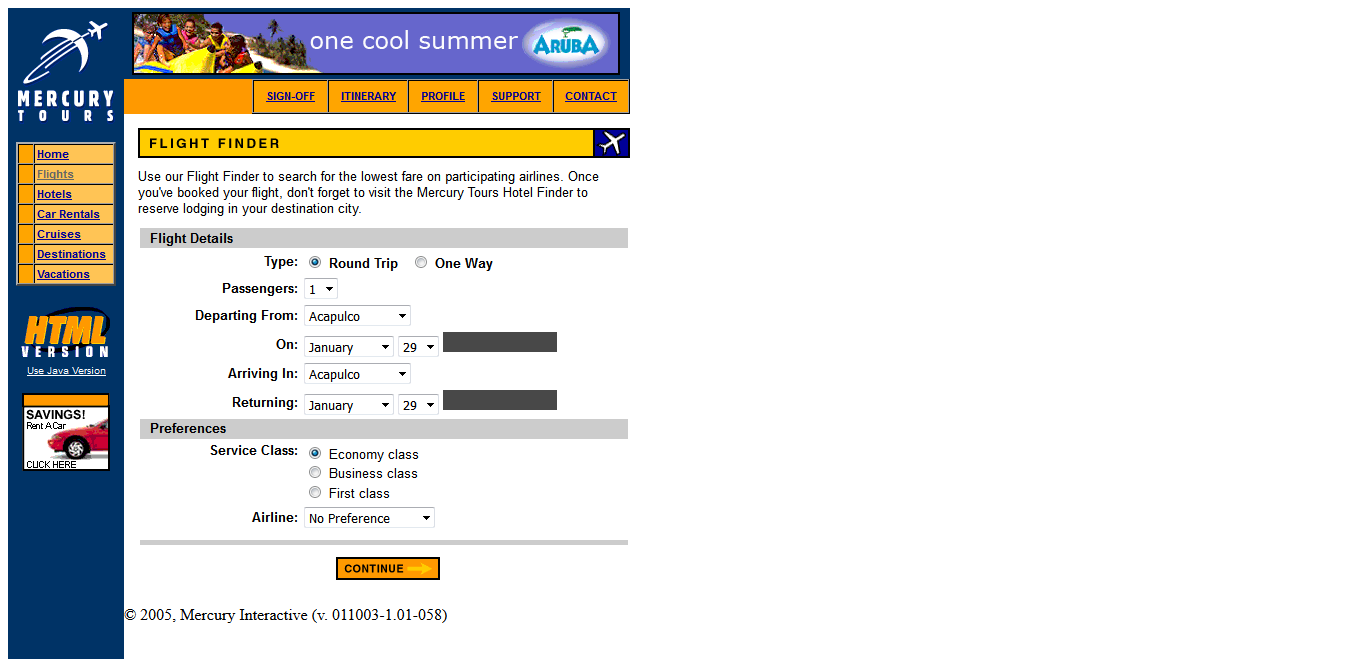 one cool summer ARUBA
MERCURY
TOURS
SIGN-OFF ITINERARY PROFILE SUPPORT CONTACT
Home
Flights
Hotels
Car Rentals
Cruises
Destinations
Vacations
HTML
VERSION
Use Java Version
SAVINGS!
Rent A Car
CLICK HERE
FLIGHT FINDER
Use our Flight Finder to search for the lowest fare on participating airlines. Once
you've booked your flight, don't forget to visit the Mercury Tours Hotel Finder to
reserve lodging in your destination city.
Flight Details
Type: Round Trip One Way
Passengers: 1
Departing From: Acapulco
On: January 29
Arriving In: Acapulco
Returning: January 29
Preferences
Service Class: Economy class
Business class
First class
Airline: No Preference
CONTINUE
© 2005, Mercury Interactive (v. 011003-1.01-058)